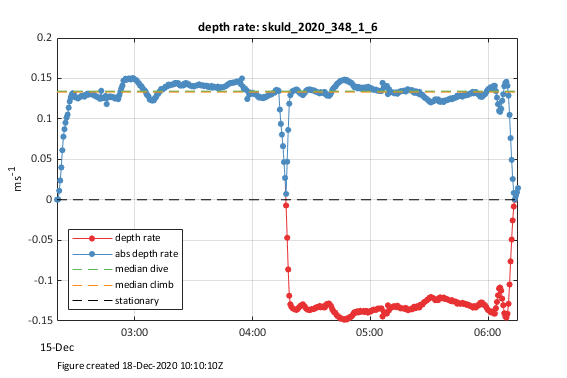 depth rate: skuld_2020_348_1_6
0.2
0.15
0.1
0.05
0
-0.05
-0.1
-0.15
ms-1
depth rate
abs depth rate
median dive
median climb
stationary
03:00 04:00 05:00 06:00
15-Dec
Figure created 18-Dec-2020 10:10:10Z